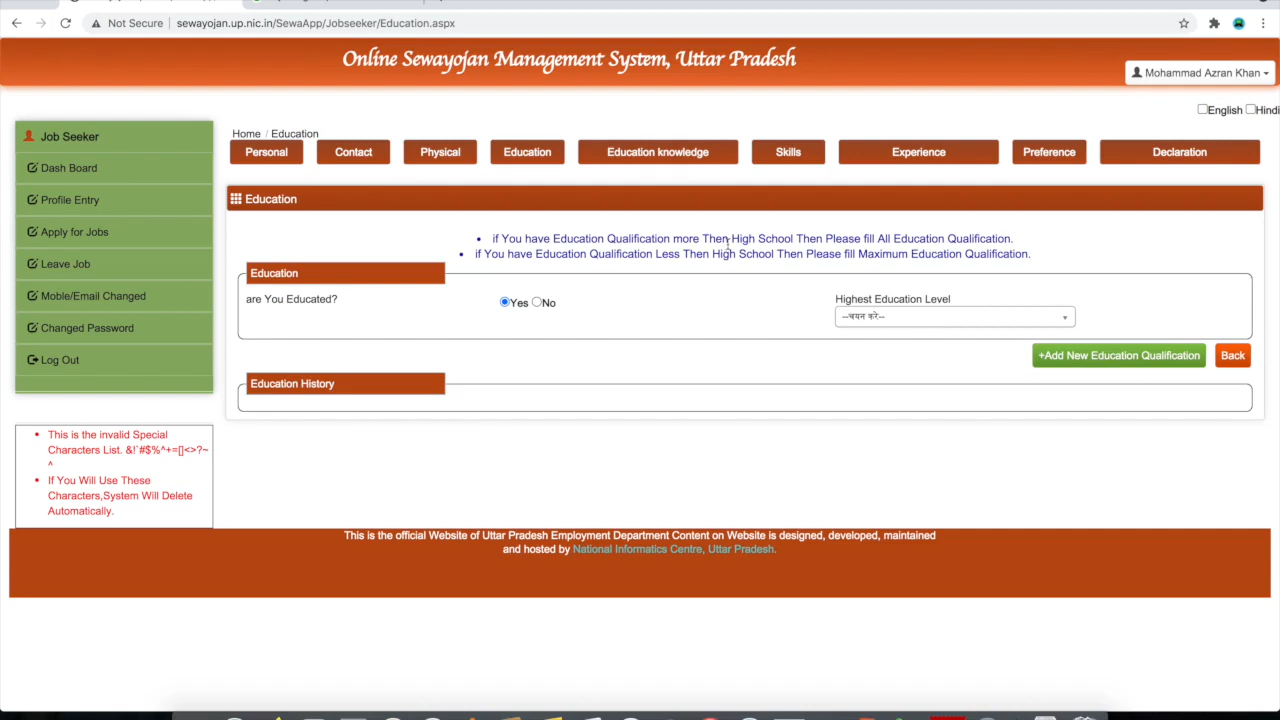 Not Secure
sewayojan.up.nic.in/SewaApp/Jobseeker/Education.aspx
Online Sewayojan Management System, Uttar Pradesh
Mohammad Azran Khan
English Hindi
Job Seeker
Dash Board
Profile Entry
Apply for Jobs
Leave Job
Moble/Email Changed
Changed Password
Log Out
This is the invalid Special
Characters List. &!`#$%^+=[]<>?~
^
If You Will Use These
Characters,System Will Delete
Automatically.
Home / Education
Personal
Contact
Physical
Education
Education knowledge
Skills
Experience
Preference
Declaration
Education
if You have Education Qualification more Then High School Then Please fill All Education Qualification.
if You have Education Qualification Less Then High School Then Please fill Maximum Education Qualification.
Education
are You Educated?
Yes No
Highest Education Level
--चयन करे--
+Add New Education Qualification
Back
Education History
This is the official Website of Uttar Pradesh Employment Department Content on Website is designed, developed, maintained
and hosted by National Informatics Centre, Uttar Pradesh.